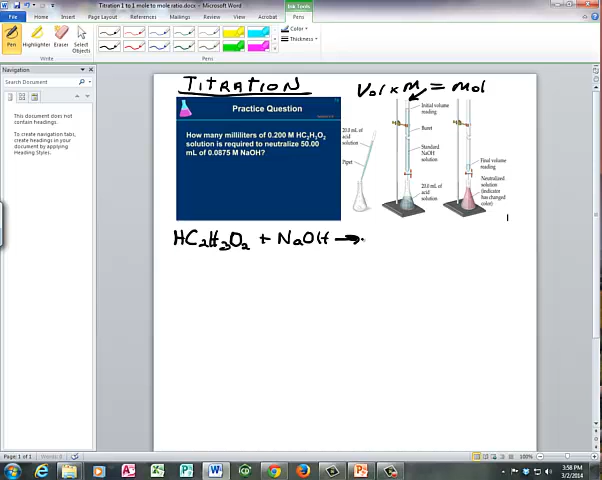 Titration 1 to 1 mole to mole ratio.docx - Microsoft Word
Ink Tools
File
Home
Insert
Page Layout
References
Mailings
Review
View
Acrobat
Pens
Pen
Highlighter
Eraser
Select Objects
Color
Write
Pens
Navigation
Search Document
This document does not contain headings.
To create navigation tabs, create headings in your document by applying Heading Styles.
TITRATION
Vol x M = mol
Practice Question
How many milliliters of 0.200 M HC₂H₃O₂
solution is required to neutralize 50.00
mL of 0.0875 M NaOH?
20.0 mL of
acid
solution
Pipet
Initial volume
reading
Buret
Standard
NaOH
solution
20.0 mL of
acid
solution
Final volume
reading
Neutralized
solution
(indicator
has changed
color)
HC₂H₃O₂ + NaOH →
Page: 1 of 1
Words: 0
100%
3:58 PM
3/2/2014